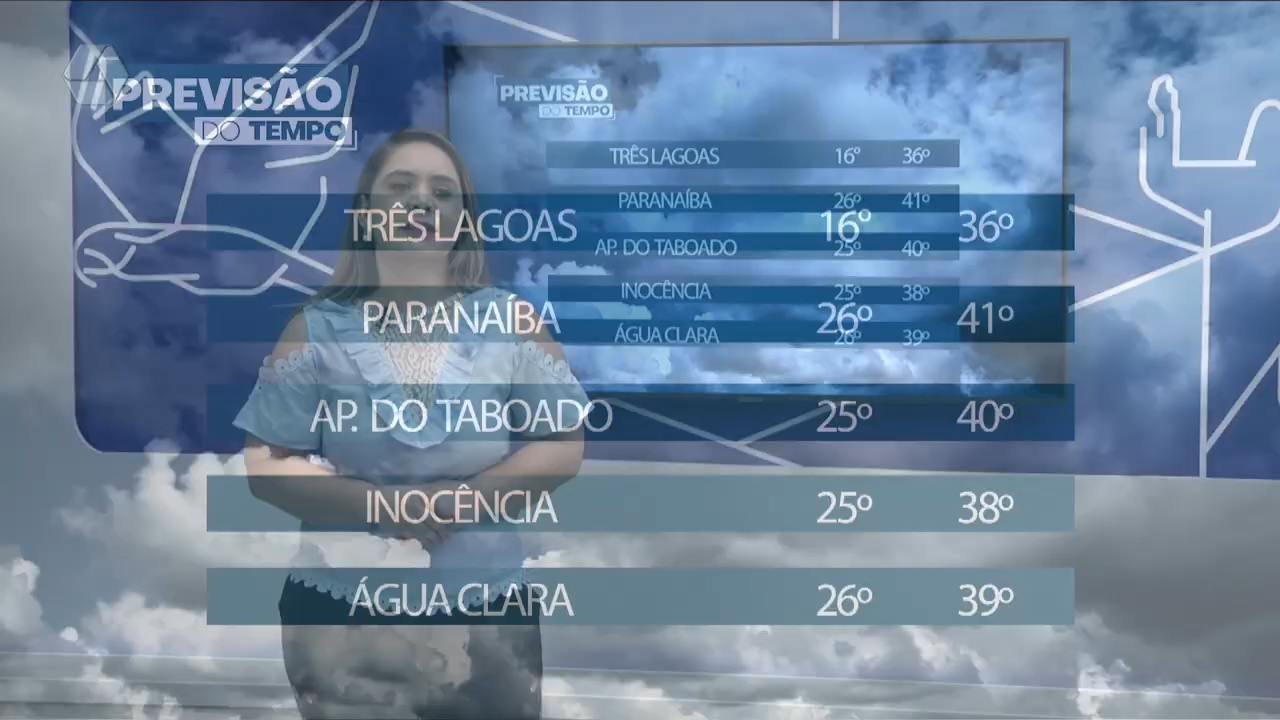 PREVISÃO
DO TEMPO
TRÊS LAGOAS 16º 36º
PARANAÍBA 26º 41º
AP. DO TABOADO 25º 40º
INOCÊNCIA 25º 38º
ÁGUA CLARA 26º 39º
PREVISÃO
DO TEMPO
TRÊS LAGOAS 16º 36º
PARANAÍBA 26º 41º
AP. DO TABOADO 25º 40º
INOCÊNCIA 25º 38º
ÁGUA CLARA 26º 39º